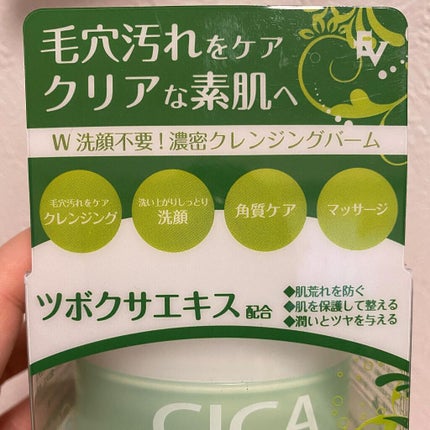 毛穴汚れをケア
クリアな素肌へ
EV
W洗顔不要！濃密クレンジングバーム
毛穴汚れをケア
クレンジング
洗い上がりしっとり
洗顔
角質ケア
マッサージ
ツボクサエキス 配合
◆肌荒れを防ぐ
◆肌を保護して整える
◆潤いとツヤを与える
CICA